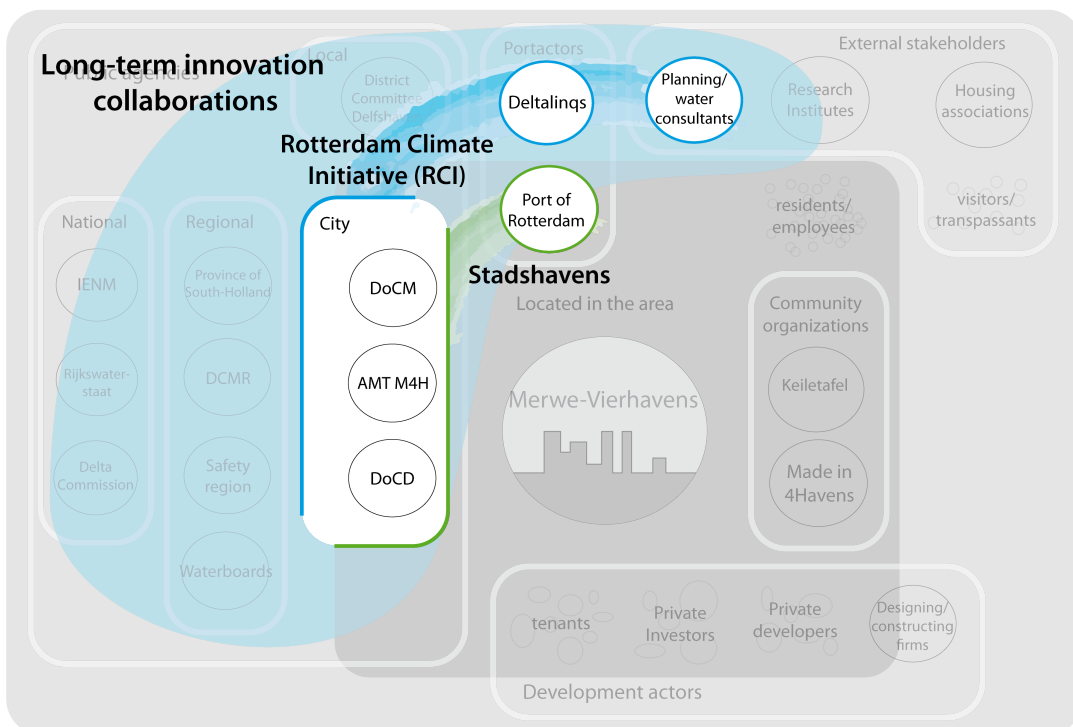 Long-term innovation
collaborations
Public agencies
Local
District
Committee
Delfshaven
Portactors
Deltalinqs
Planning/
water
consultants
External stakeholders
Research
Institutes
Housing
associations
Rotterdam Climate
Initiative (RCI)
Port of
Rotterdam
Stadshavens
residents/
employees
visitors/
transpassants
National
IENM
Rijkswater-
staat
Delta
Commission
Regional
Province of
South-Holland
DCMR
Safety
region
Waterboards
City
DoCM
AMT M4H
DoCD
Located in the area
Merwe-Vierhavens
Community
organizations
Keiletafel
Made in
4Havens
tenants
Private
Investors
Private
developers
Designing/
constructing
firms
Development actors